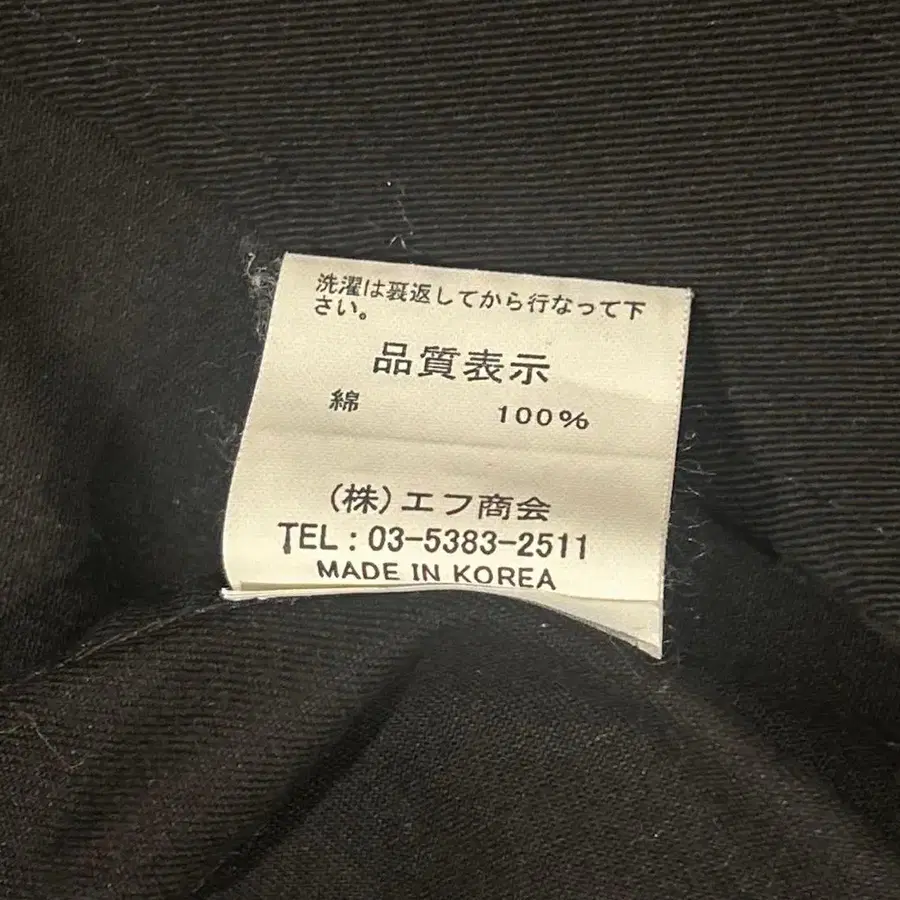 洗濯は裏返してから行なって下
さい。
品質表示
綿 100%
(株)エフ商会
TEL : 03-5383-2511
MADE IN KOREA